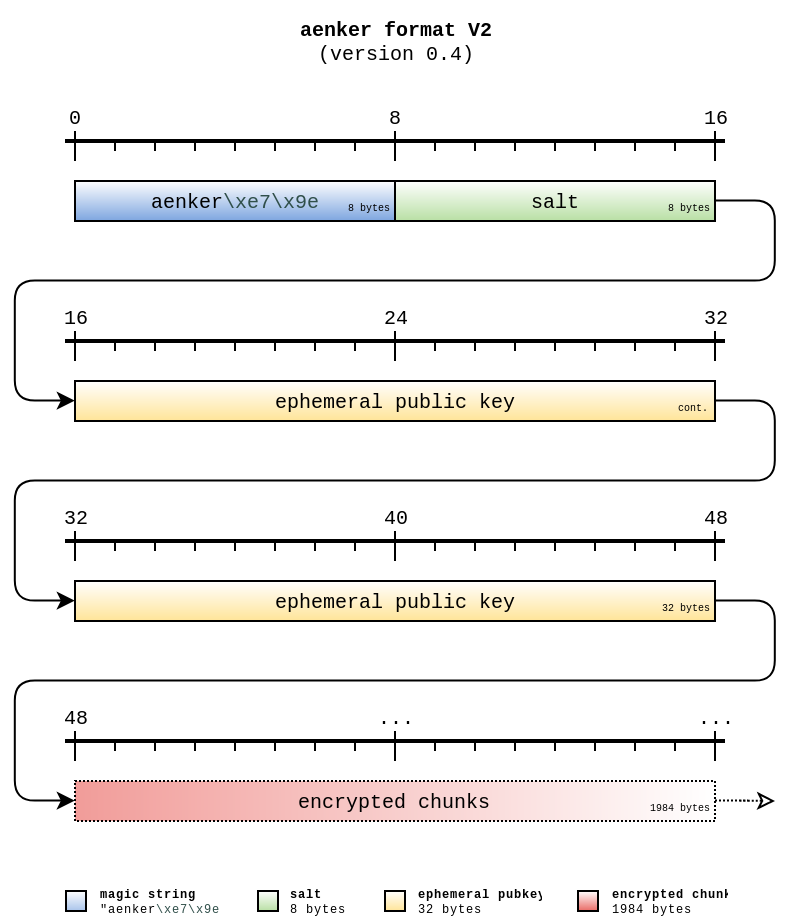 aenker format V2
(version 0.4)
0 8 16
aenker\xe7\x9e 8 bytes salt 8 bytes
16 24 32
ephemeral public key cont.
32 40 48
ephemeral public key 32 bytes
48 ... ...
encrypted chunks 1984 bytes
magic string salt ephemeral pubkey encrypted chunk
"aenker\xe7\x9e 8 bytes 32 bytes 1984 bytes